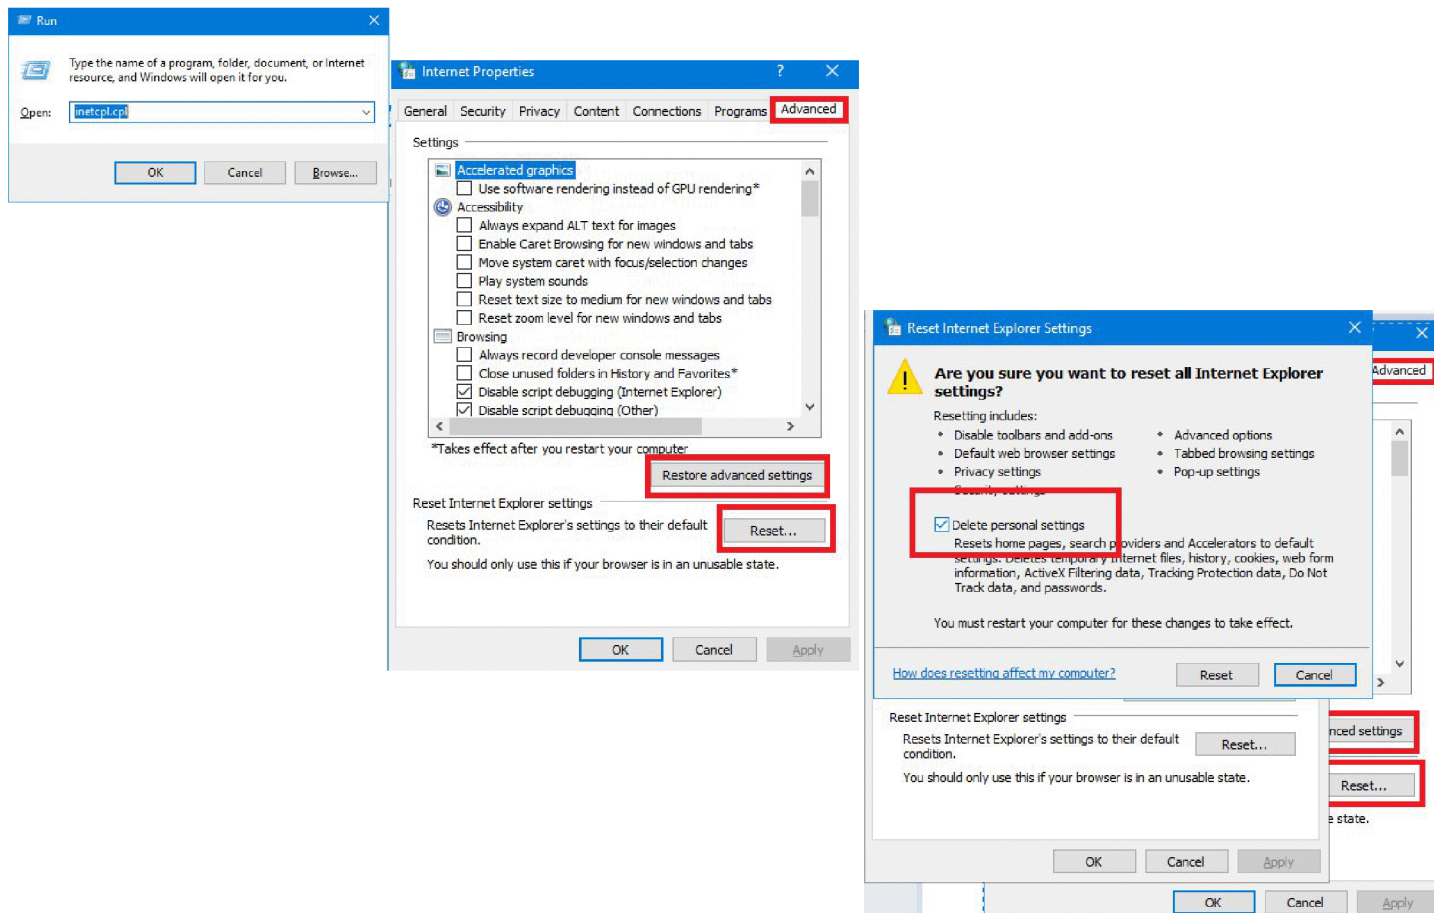 Run
Type the name of a program, folder, document, or Internet
resource, and Windows will open it for you.
Open: inetcpl.cpl
OK Cancel Browse...
Internet Properties ?
General Security Privacy Content Connections Programs Advanced
Settings
Accelerated graphics
Use software rendering instead of GPU rendering*
Accessibility
Always expand ALT text for images
Enable Caret Browsing for new windows and tabs
Move system caret with focus/selection changes
Play system sounds
Reset text size to medium for new windows and tabs
Reset zoom level for new windows and tabs
Browsing
Always record developer console messages
Close unused folders in History and Favorites*
Disable script debugging (Internet Explorer)
Disable script debugging (Other)
*Takes effect after you restart your computer
Restore advanced settings
Reset Internet Explorer settings
Resets Internet Explorer's settings to their default
condition.
Reset...
You should only use this if your browser is in an unusable state.
OK Cancel Apply
Reset Internet Explorer Settings
Are you sure you want to reset all Internet Explorer
settings?
Resetting includes:
• Disable toolbars and add-ons
• Default web browser settings
• Privacy settings
Security settings
• Advanced options
• Tabbed browsing settings
• Pop-up settings
Delete personal settings
Resets home pages, search providers and Accelerators to default
settings. Deletes temporary Internet files, history, cookies, web form
information, ActiveX Filtering data, Tracking Protection data, Do Not
Track data, and passwords.
You must restart your computer for these changes to take effect.
How does resetting affect my computer?
Reset Cancel
Reset Internet Explorer settings
Resets Internet Explorer's settings to their default
condition.
Reset...
You should only use this if your browser is in an unusable state.
OK Cancel Apply
Advanced
nced settings
Reset...
e state.
OK Cancel Apply